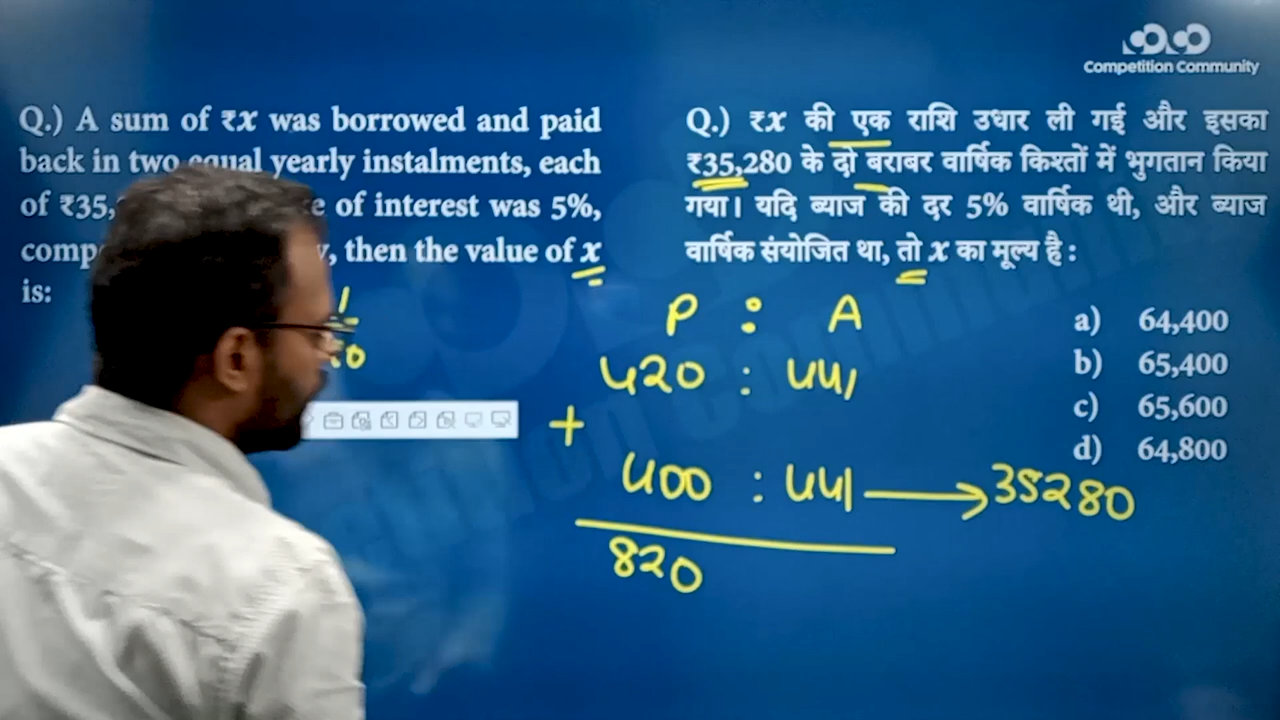 Competition Community
Q.) A sum of ₹x was borrowed and paid
back in two equal yearly instalments, each
of ₹35, e of interest was 5%,
comp , then the value of x
is:
Q.) ₹x की एक राशि उधार ली गई और इसका
₹35,280 के दो बराबर वार्षिक किश्तों में भुगतान किया
गया। यदि ब्याज की दर 5% वार्षिक थी, और ब्याज
वार्षिक संयोजित था, तो x का मूल्य है :
a) 64,400
b) 65,400
c) 65,600
d) 64,800
P : A
420 : 441
+
400 : 441 → 35280
820